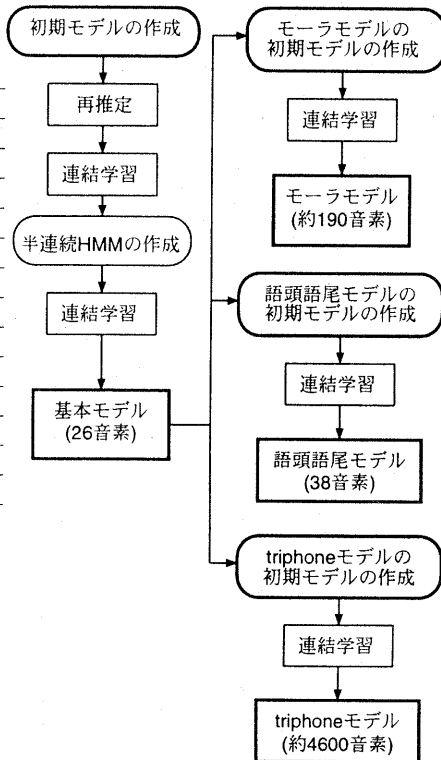 初期モデルの作成
再推定
連結学習
半連続HMMの作成
連結学習
基本モデル
(26音素)
モーラモデルの
初期モデルの作成
連結学習
モーラモデル
(約190音素)
語頭語尾モデルの
初期モデルの作成
連結学習
語頭語尾モデル
(38音素)
triphoneモデルの
初期モデルの作成
連結学習
triphoneモデル
(約4600音素)